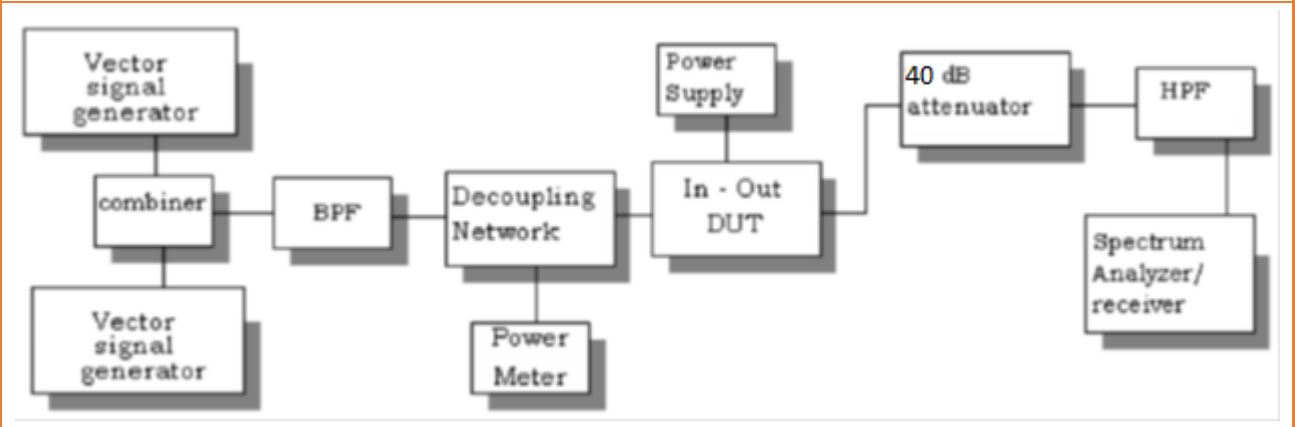 Vector
signal
generator
combiner
Vector
signal
generator
BPF
Decoupling
Network
Power
Meter
Power
Supply
In - Out
DUT
40 dB
attenuator
HPF
Spectrum
Analyzer/
receiver